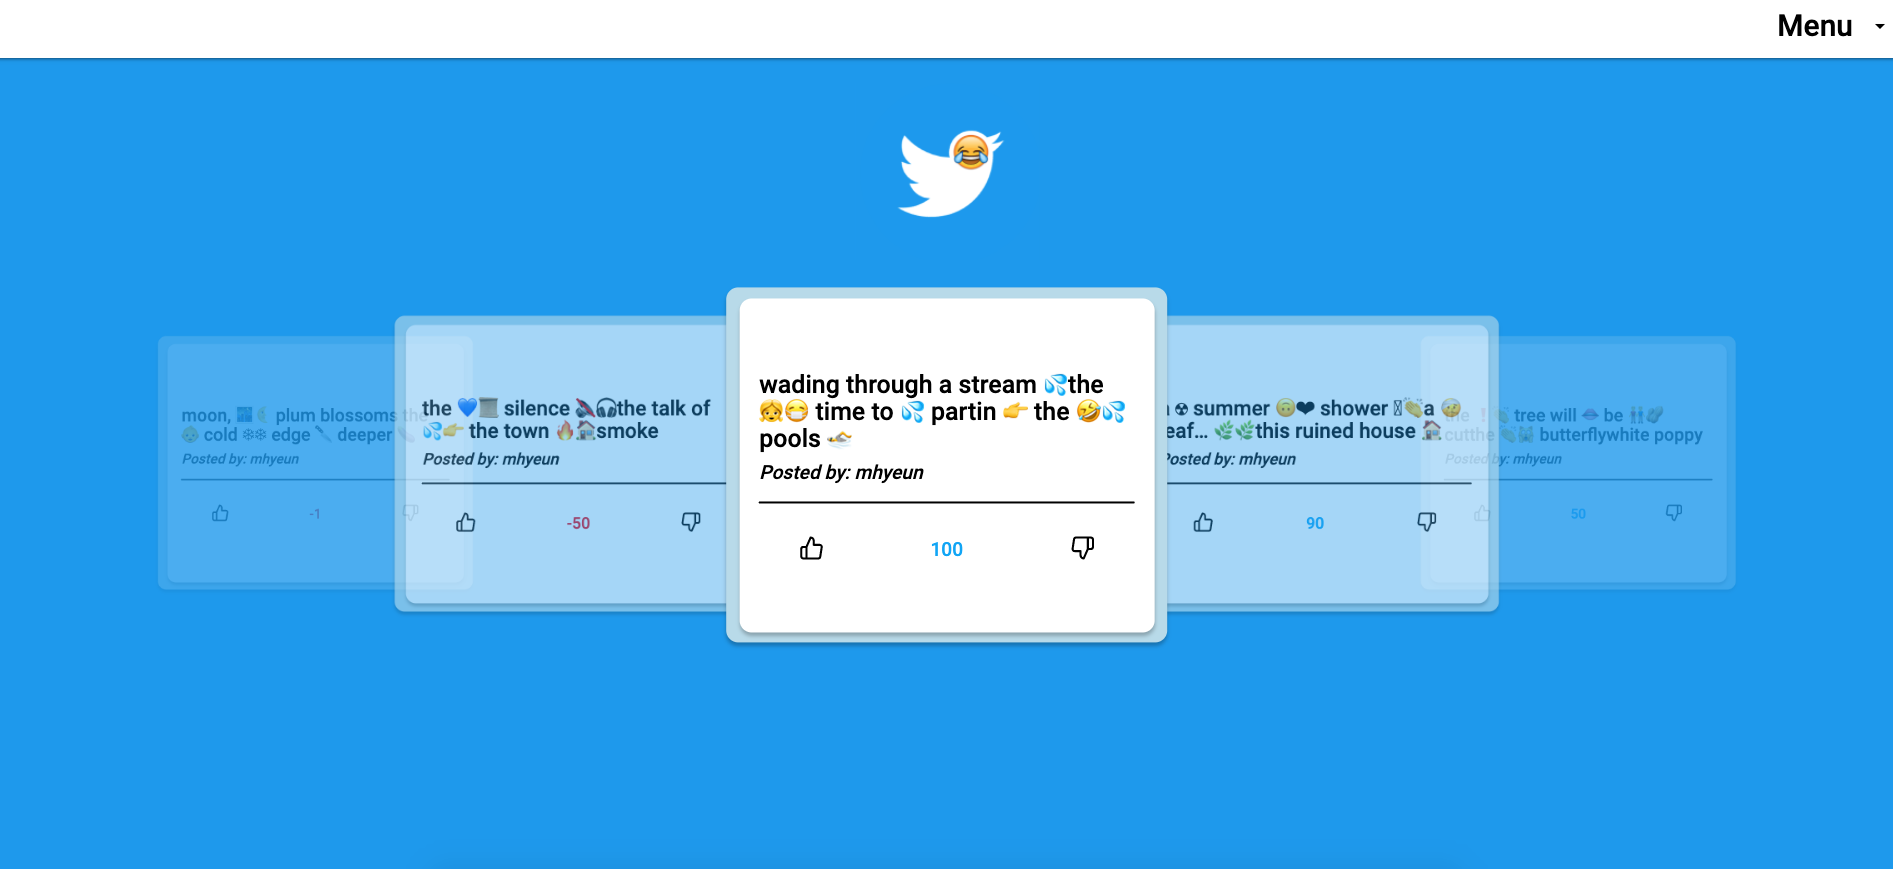 Menu
moon, 🌃🌛 plum blossoms the
cold ❄❄ edge 🔪 deeper
Posted by: mhyeun
-1
the 💙📜 silence 🔇🎧the talk of
💦👉 the town 🔥🏠smoke
Posted by: mhyeun
-50
wading through a stream 💦the
👧😷 time to 💦 partin 👉 the 🤣💦
pools 🏊
Posted by: mhyeun
100
☢ summer 🙃❤ shower 👏a 🤕
eaf... 🌿🌿this ruined house 🏠
Posted by: mhyeun
90
the ❗ tree will 👄 be 👬
cutthe butterflywhite poppy
Posted by: mhyeun
50